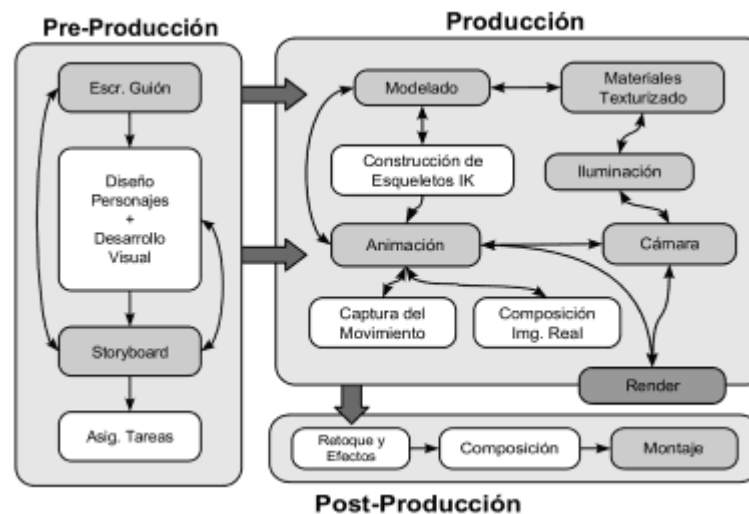 Pre-Producción
Escr. Guión
Diseño
Personajes
+
Desarrollo
Visual
Storyboard
Asig. Tareas
Producción
Modelado
Materiales
Texturizado
Construcción de
Esqueletos IK
Iluminación
Animación
Cámara
Captura del
Movimiento
Composición
Img. Real
Render
Retoque y
Efectos
Composición
Montaje
Post-Producción